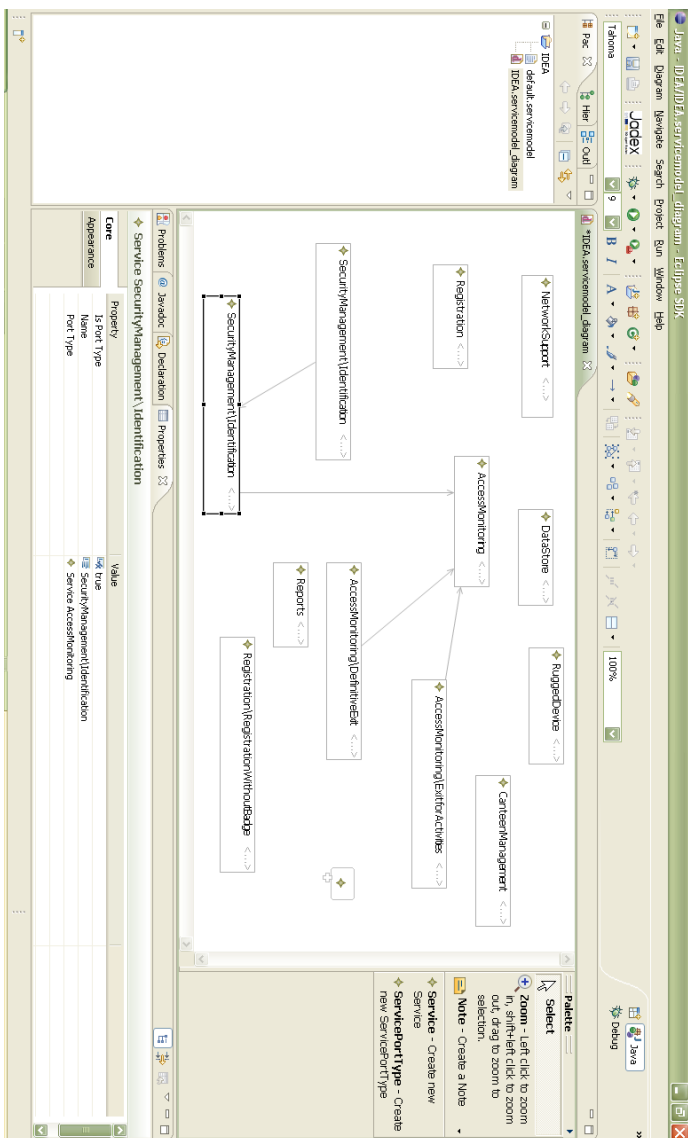 Java - IDEA/IDEA.servicemodel_diagram - Eclipse SDK
File Edit Diagram Navigate Search Project Run Window Help
Jadex
Java
Debug
Tahoma 9 B I A 100%
Pac Hier Outl
IDEA
default.servicemodel
IDEA.servicemodel_diagram
*IDEA.servicemodel_diagram
NetworkSupport <...>
DataStore <...>
RuggedDevice <...>
CanteenManagement <...>
Registration <...>
AccessMonitoring <...>
AccessMonitoring\ExitforActivities <...>
SecurityManagement\Identification <...>
AccessMonitoring\DefinitiveExit <...>
Reports <...>
SecurityManagement\Identification <...>
Registration\RegistrationWithoutBadge <...>
Palette
Select
Zoom - Left click to zoom
in, shift+left click to zoom
out, drag to zoom to
selection.
Note - Create a Note
Service - Create new
Service
ServicePortType - Create
new ServicePortType
Problems Javadoc Declaration Properties
Service SecurityManagement\Identification
Core
Appearance
Property Value
Is Port Type true
Name SecurityManagement\Identification
Port Type Service AccessMonitoring